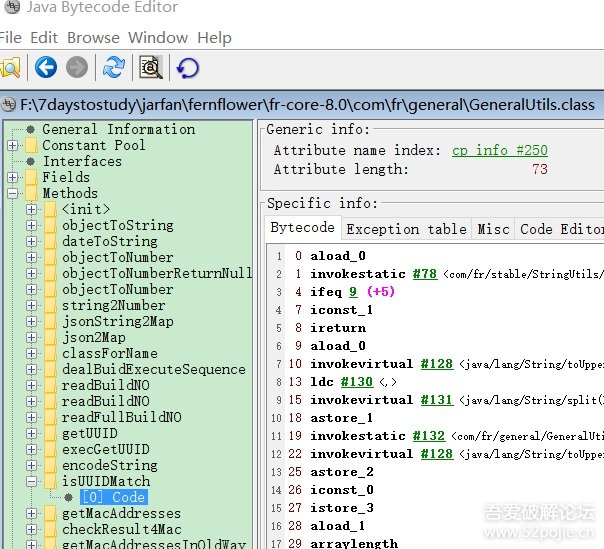 Java Bytecode Editor
File Edit Browse Window Help
F:\7daystostudy\jarfan\fernflower\fr-core-8.0\com\fr\general\GeneralUtils.class
General Information
Constant Pool
Interfaces
Fields
Methods
<init>
objectToString
dateToString
objectToNumber
objectToNumberReturnNull
string2Number
jsonString2Map
json2Map
classForName
dealBuidExecuteSequence
readBuildNO
readBuildNO
readFullBuildNO
getUUID
execGetUUID
encodeString
isUUIDMatch
[0] Code
getMacAddresses
checkResult4Mac
getMacAddressesInOldWay
Generic info:
Attribute name index: cp info #250
Attribute length: 73
Specific info:
Bytecode Exception table Misc Code Editor
1 0 aload_0
2 1 invokestatic #78 <com/fr/stable/StringUtils/
3 4 ifeq 9 (+5)
4 7 iconst_1
5 8 ireturn
6 9 aload_0
7 10 invokevirtual #128 <java/lang/String/toUpper
8 13 ldc #130 <,>
9 15 invokevirtual #131 <java/lang/String/split(
10 18 astore_1
11 19 invokestatic #132 <com/fr/general/GeneralUti
12 22 invokevirtual #128 <java/lang/String/toUpper
13 25 astore_2
14 26 iconst_0
15 27 istore_3
16 28 aload_1
17 29 arraylength
吾爱破解论坛
www.52pojie.cn